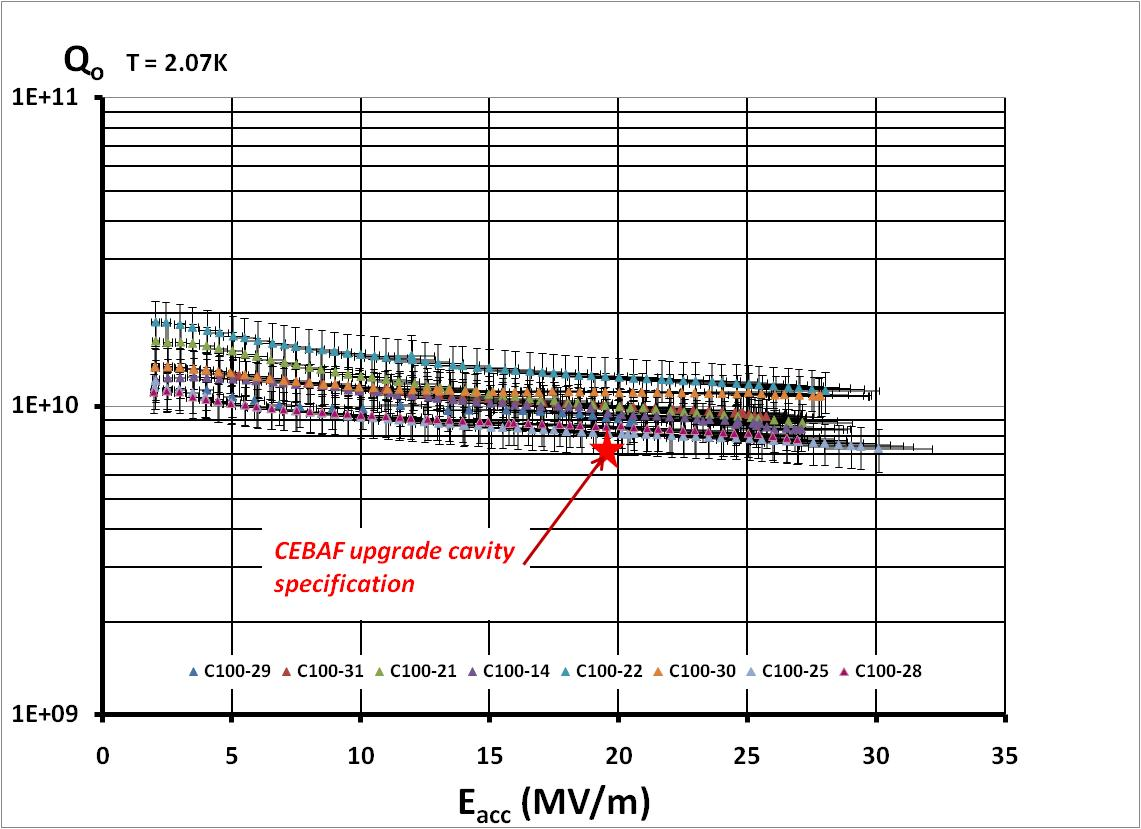 Qo T = 2.07K
1E+11
1E+10
CEBAF upgrade cavity
specification
C100-29 C100-31 C100-21 C100-14 C100-22 C100-30 C100-25 C100-28
1E+09
0 5 10 15 20 25 30 35
Eacc (MV/m)